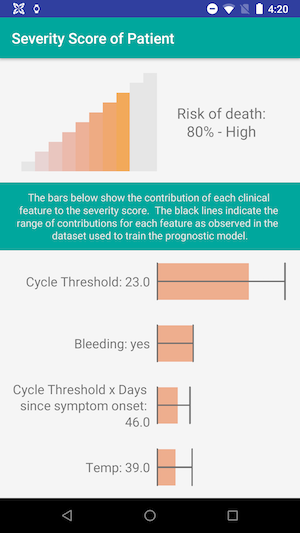 4:20
Severity Score of Patient
Risk of death:
80% - High
The bars below show the contribution of each clinical
feature to the severity score. The black lines indicate the
range of contributions for each feature as observed in the
dataset used to train the prognostic model.
Cycle Threshold: 23.0
Bleeding: yes
Cycle Threshold x Days
since symptom onset:
46.0
Temp: 39.0